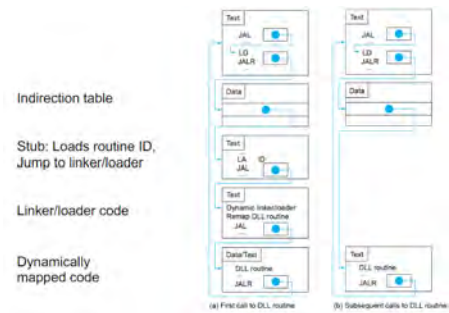 Text
JAL
LD
JALR
Text
JAL
LD
JALR
Indirection table
Data
Data
Stub: Loads routine ID,
Jump to linker/loader
Text
LA ID
JAL
Linker/loader code
Text
Dynamic linker/loader
Remap DLL routine
JAL
Dynamically
mapped code
Data/Text
DLL routine
JALR
Text
DLL routine
JALR
(a) First call to DLL routine
(b) Subsequent calls to DLL routine